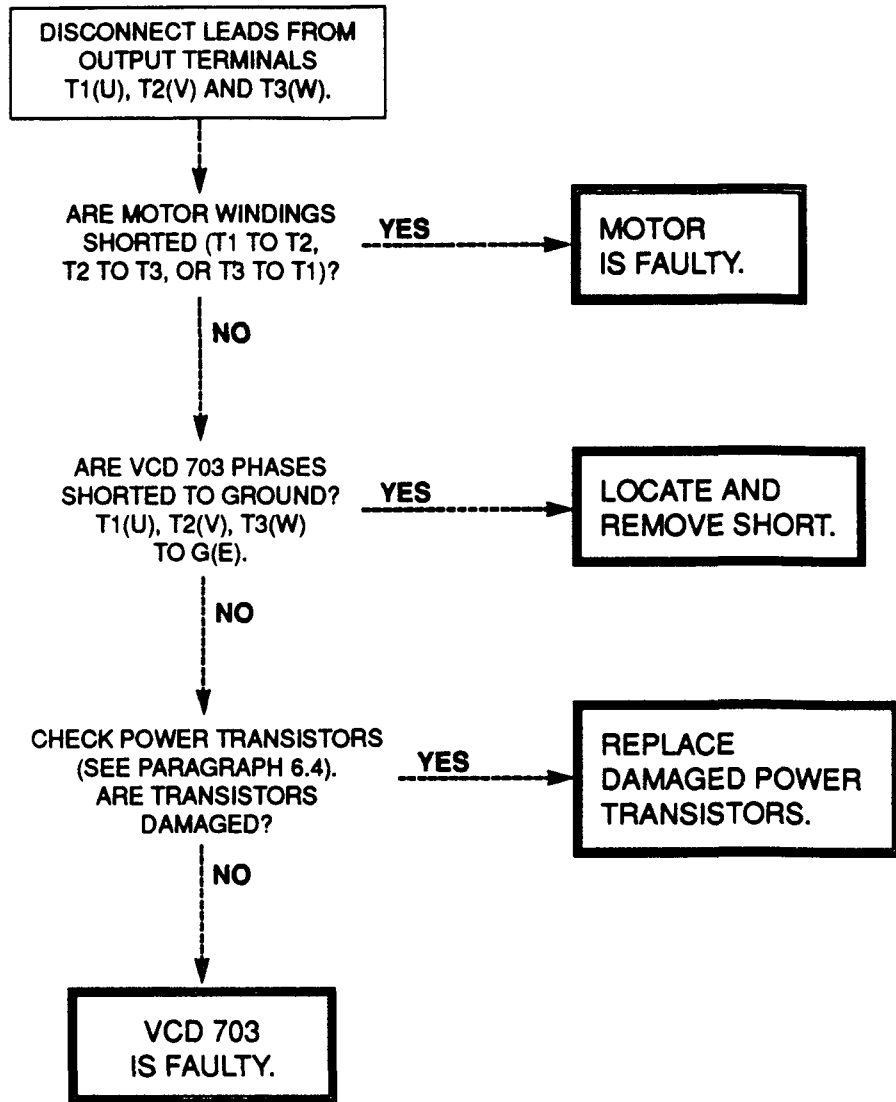 DISCONNECT LEADS FROM
OUTPUT TERMINALS
T1(U), T2(V) AND T3(W).
ARE MOTOR WINDINGS
SHORTED (T1 TO T2,
T2 TO T3, OR T3 TO T1)?
YES
MOTOR
IS FAULTY.
NO
ARE VCD 703 PHASES
SHORTED TO GROUND?
T1(U), T2(V), T3(W)
TO G(E).
YES
LOCATE AND
REMOVE SHORT.
NO
CHECK POWER TRANSISTORS
(SEE PARAGRAPH 6.4).
ARE TRANSISTORS
DAMAGED?
YES
REPLACE
DAMAGED POWER
TRANSISTORS.
NO
VCD 703
IS FAULTY.